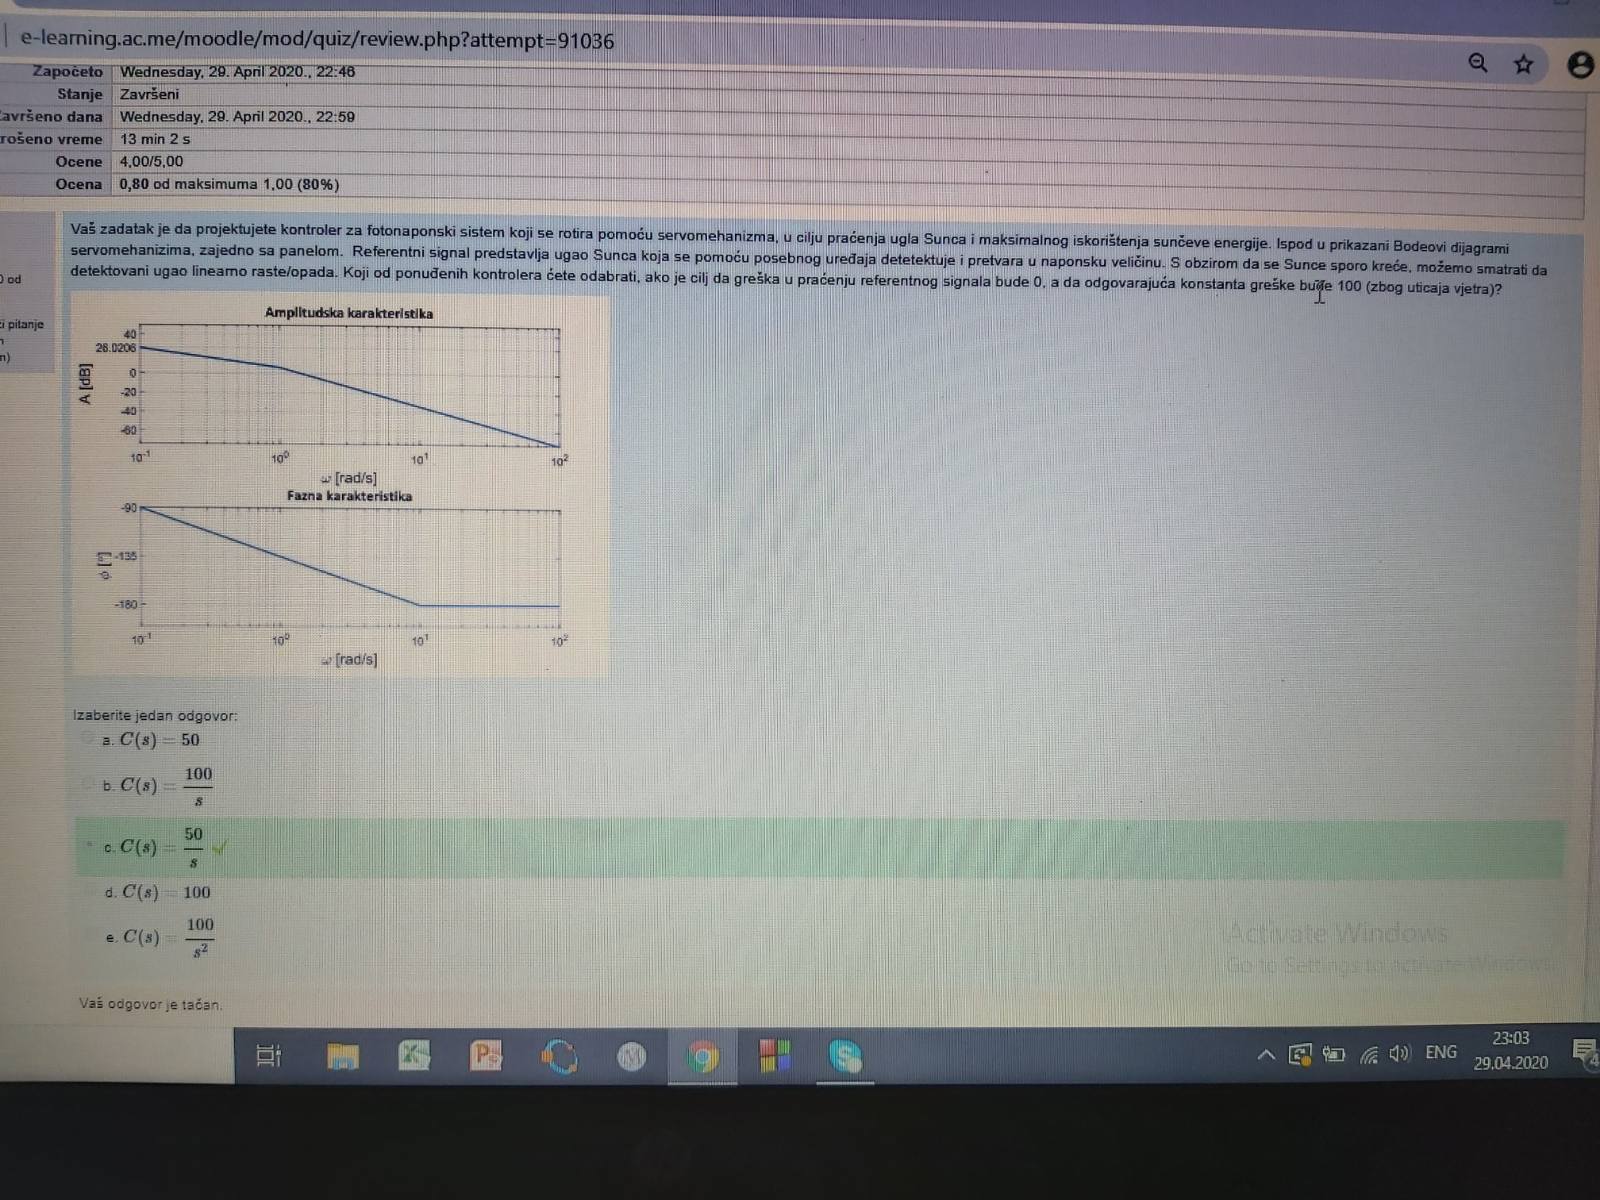 e-learning.ac.me/moodle/mod/quiz/review.php?attempt=91036
Započeto Wednesday, 29. April 2020., 22:46
Stanje Završeni
Završeno dana Wednesday, 29. April 2020., 22:59
rošeno vreme 13 min 2 s
Ocene 4,00/5,00
Ocena 0,80 od maksimuma 1,00 (80%)
od
pitanje
Vaš zadatak je da projektujete kontroler za fotonaponski sistem koji se rotira pomoću servomehanizma, u cilju praćenja ugla Sunca i maksimalnog iskorištenja sunčeve energije. Ispod u prikazani Bodeovi dijagrami
servomehanizima, zajedno sa panelom. Referentni signal predstavlja ugao Sunca koja se pomoću posebnog uređaja detetektuje i pretvara u naponsku veličinu. S obzirom da se Sunce sporo kreće, možemo smatrati da
detektovani ugao linearno raste/opada. Koji od ponuđenih kontrolera ćete odabrati, ako je cilj da greška u praćenju referentnog signala bude 0, a da odgovarajuća konstanta greške bude 100 (zbog uticaja vjetra)?
Amplitudska karakteristika
40
26.0206
0
-20
-40
-60
A [dB]
10^-1 10^0 10^1 10^2
ω [rad/s]
Fazna karakteristika
-90
-135
-180
φ [°]
10^-1 10^0 10^1 10^2
ω [rad/s]
Izaberite jedan odgovor:
a. C(s) = 50
b. C(s) = 100/s
c. C(s) = 50/s
d. C(s) = 100
e. C(s) = 100/s^2
Vaš odgovor je tačan.
Activate Windows
Go to Settings to activate Windows.
ENG
23:03
29.04.2020
4